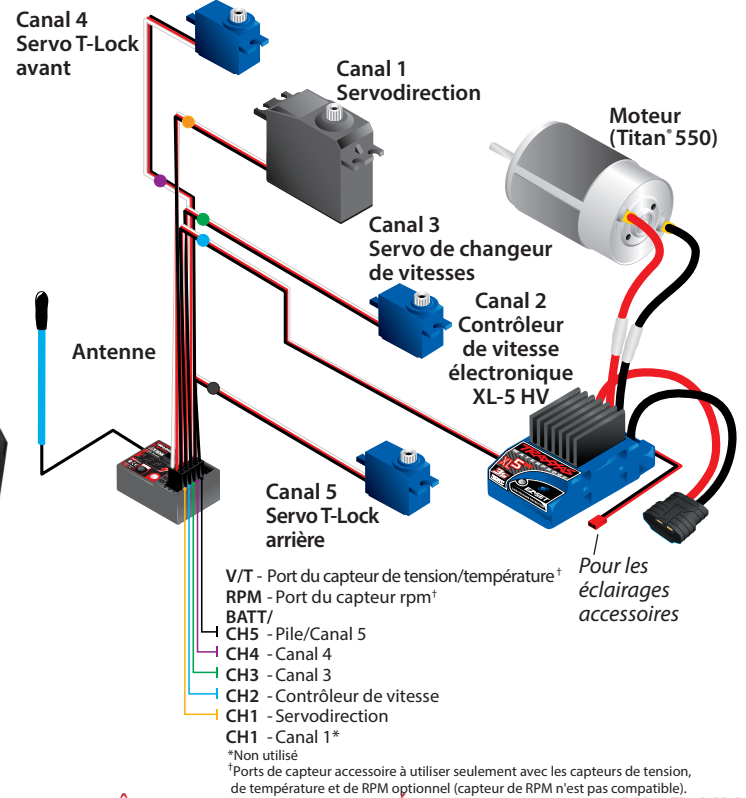 Canal 4
Servo T-Lock
avant
Canal 1
Servodirection
Moteur
(Titan® 550)
Canal 3
Servo de changeur
de vitesses
Canal 2
Contrôleur
de vitesse
électronique
XL-5 HV
Antenne
TRAXXAS
XL5
EZ-SET
Canal 5
Servo T-Lock
arrière
Pour les
éclairages
accessoires
V/T - Port du capteur de tension/température†
RPM - Port du capteur rpm†
BATT/
CH5 - Pile/Canal 5
CH4 - Canal 4
CH3 - Canal 3
CH2 - Contrôleur de vitesse
CH1 - Servodirection
CH1 - Canal 1*
*Non utilisé
†Ports de capteur accessoire à utiliser seulement avec les capteurs de tension,
de température et de RPM optionnel (capteur de RPM n'est pas compatible).